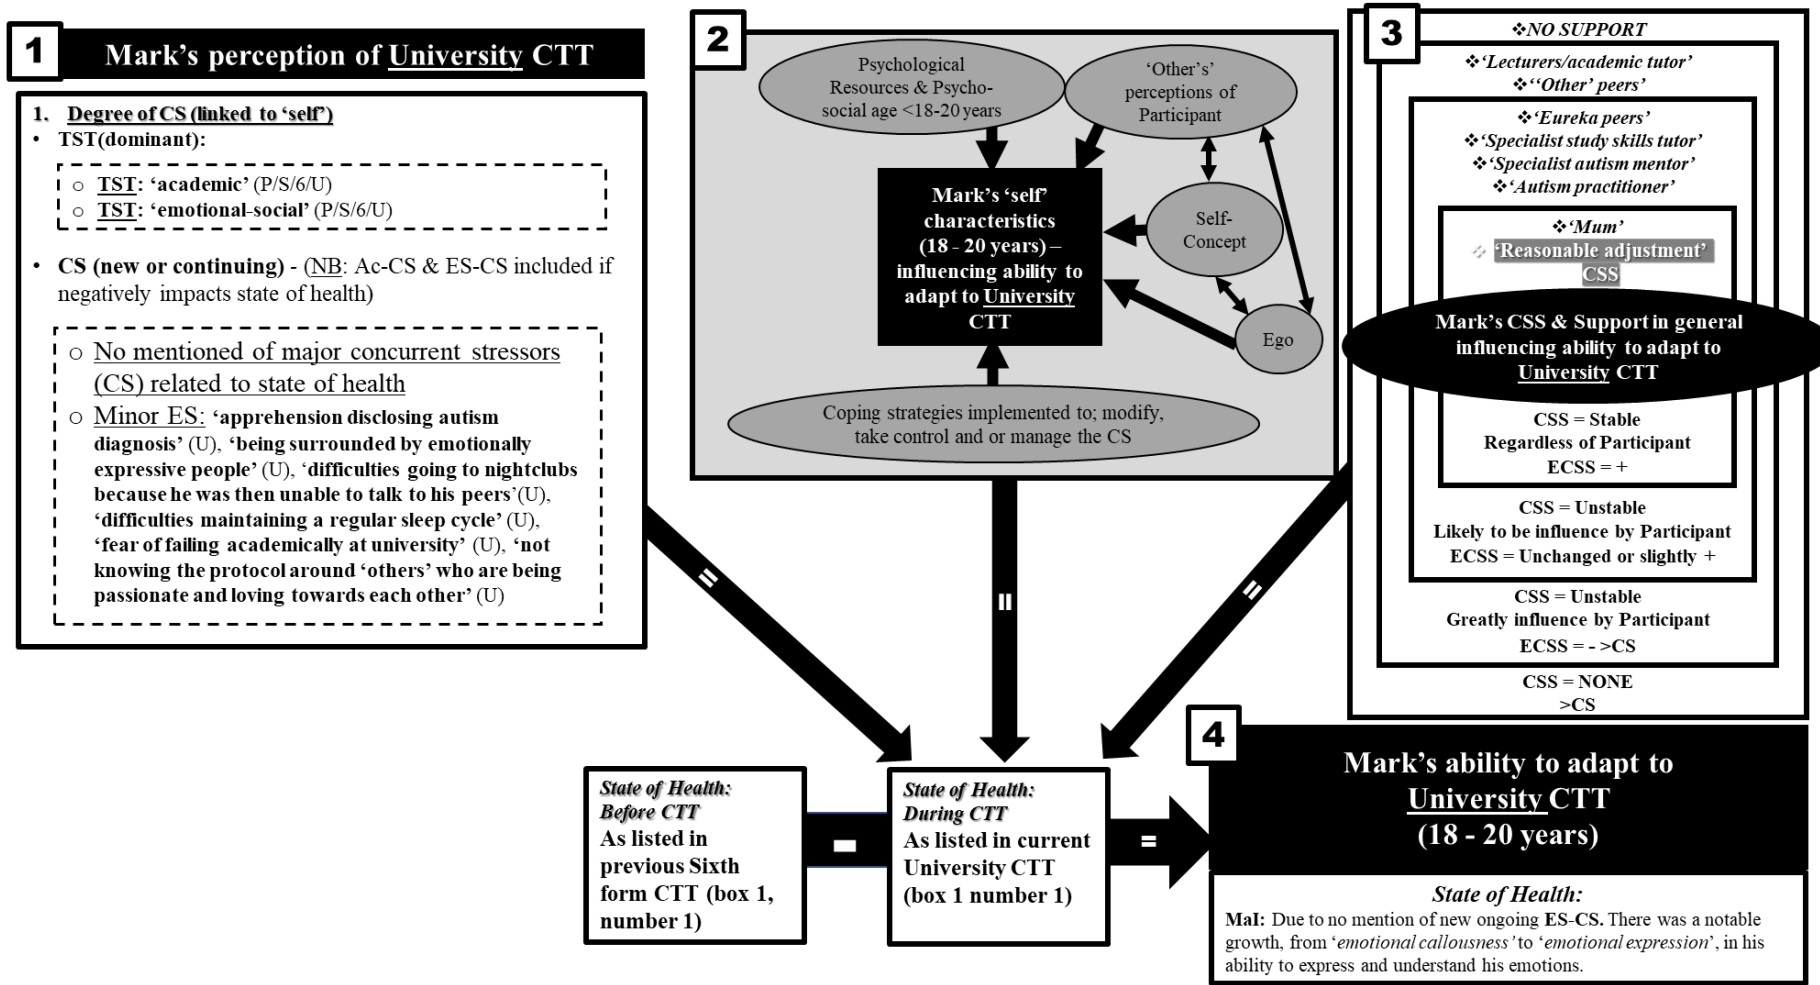 1
Mark’s perception of University CTT
1. Degree of CS (linked to ‘self’)
• TST(dominant):
o TST: ‘academic’ (P/S/6/U)
o TST: ‘emotional-social’ (P/S/6/U)
• CS (new or continuing) - (NB: Ac-CS & ES-CS included if
negatively impacts state of health)
o No mentioned of major concurrent stressors
(CS) related to state of health
o Minor ES: ‘apprehension disclosing autism
diagnosis’ (U), ‘being surrounded by emotionally
expressive people’ (U), ‘difficulties going to nightclubs
because he was then unable to talk to his peers’(U),
‘difficulties maintaining a regular sleep cycle’ (U),
‘fear of failing academically at university’ (U), ‘not
knowing the protocol around ‘others’ who are being
passionate and loving towards each other’ (U)
2
Psychological
Resources & Psycho-
social age <18-20 years
‘Other’s’
perceptions of
Participant
Mark’s ‘self’
characteristics
(18 - 20 years) –
influencing ability to
adapt to University
CTT
Self-
Concept
Ego
Coping strategies implemented to; modify,
take control and or manage the CS
3
❖NO SUPPORT
❖‘Lecturers/academic tutor’
❖‘‘Other’ peers’
❖‘Eureka peers’
❖‘Specialist study skills tutor’
❖‘Specialist autism mentor’
❖‘Autism practitioner’
❖‘Mum’
❖ ‘Reasonable adjustment’
CSS
Mark’s CSS & Support in general
influencing ability to adapt to
University CTT
CSS = Stable
Regardless of Participant
ECSS = +
CSS = Unstable
Likely to be influence by Participant
ECSS = Unchanged or slightly +
CSS = Unstable
Greatly influence by Participant
ECSS = - >CS
CSS = NONE
>CS
=
=
=
State of Health:
Before CTT
As listed in
previous Sixth
form CTT (box 1,
number 1)
-
State of Health:
During CTT
As listed in current
University CTT
(box 1 number 1)
=
4
Mark’s ability to adapt to
University CTT
(18 - 20 years)
State of Health:
MaI: Due to no mention of new ongoing ES-CS. There was a notable
growth, from ‘emotional callousness’ to ‘emotional expression’, in his
ability to express and understand his emotions.